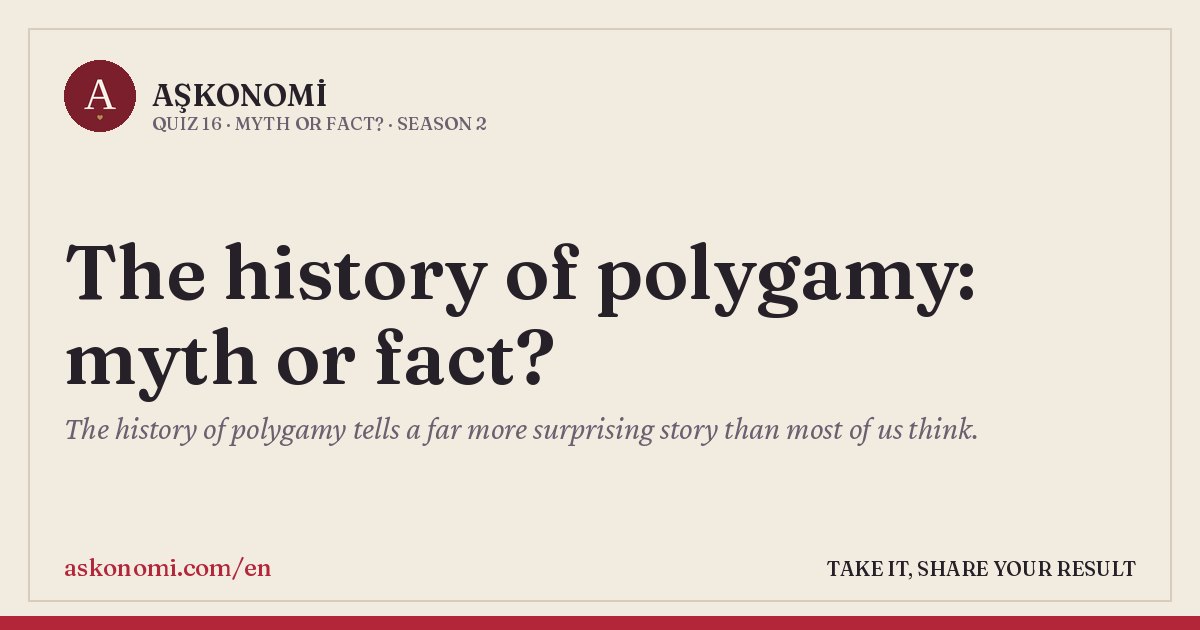 A
AŞKONOMİ
QUIZ 16 · MYTH OR FACT? · SEASON 2
The history of polygamy:
myth or fact?
The history of polygamy tells a far more surprising story than most of us think.
askonomi.com/en
TAKE IT, SHARE YOUR RESULT